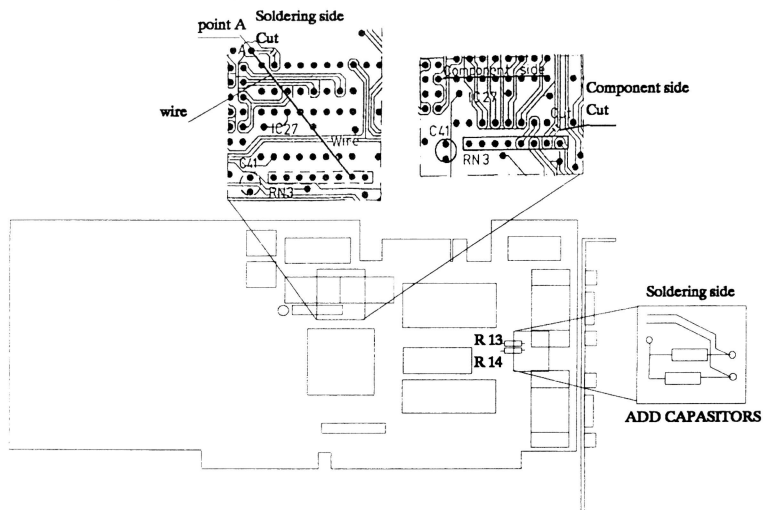 Soldering side
point A
Cut
A
wire
IC27
Wire
C41
RN3
Component side
IC27
Component side
Cut
Cut
C41
RN3
Soldering side
R 13
R 14
ADD CAPASITORS